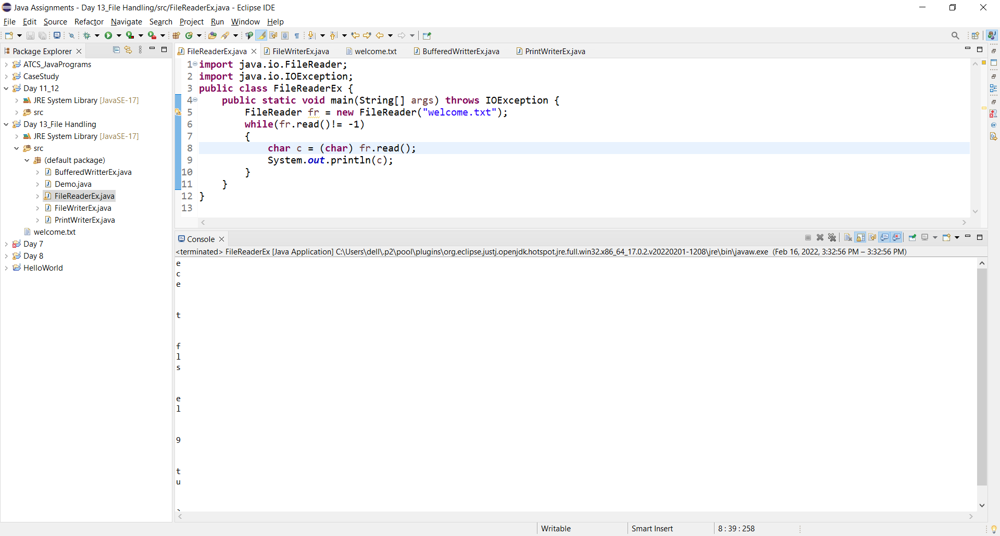 Java Assignments - Day 13_File Handling/src/FileReaderEx.java - Eclipse IDE
File Edit Source Refactor Navigate Search Project Run Window Help
Package Explorer
ATCS_JavaPrograms
CaseStudy
Day 11_12
JRE System Library [JavaSE-17]
src
Day 13_File Handling
JRE System Library [JavaSE-17]
src
(default package)
BufferedWritterEx.java
Demo.java
FileReaderEx.java
FileWriterEx.java
PrintWriterEx.java
welcome.txt
Day 7
Day 8
HelloWorld
FileReaderEx.java FileWriterEx.java welcome.txt BufferedWritterEx.java PrintWriterEx.java
1 import java.io.FileReader;
2 import java.io.IOException;
3 public class FileReaderEx {
4 public static void main(String[] args) throws IOException {
5 FileReader fr = new FileReader("welcome.txt");
6 while(fr.read()!= -1)
7 {
8 char c = (char) fr.read();
9 System.out.println(c);
10 }
11 }
12 }
13
Console
<terminated> FileReaderEx [Java Application] C:\Users\dell\.p2\pool\plugins\org.eclipse.justj.openjdk.hotspot.jre.full.win32.x86_64_17.0.2.v20220201-1208\jre\bin\javaw.exe (Feb 16, 2022, 3:32:56 PM – 3:32:56 PM)
e
c
e
t
f
l
s
e
l
9
t
u
Writable Smart Insert 8 : 39 : 258